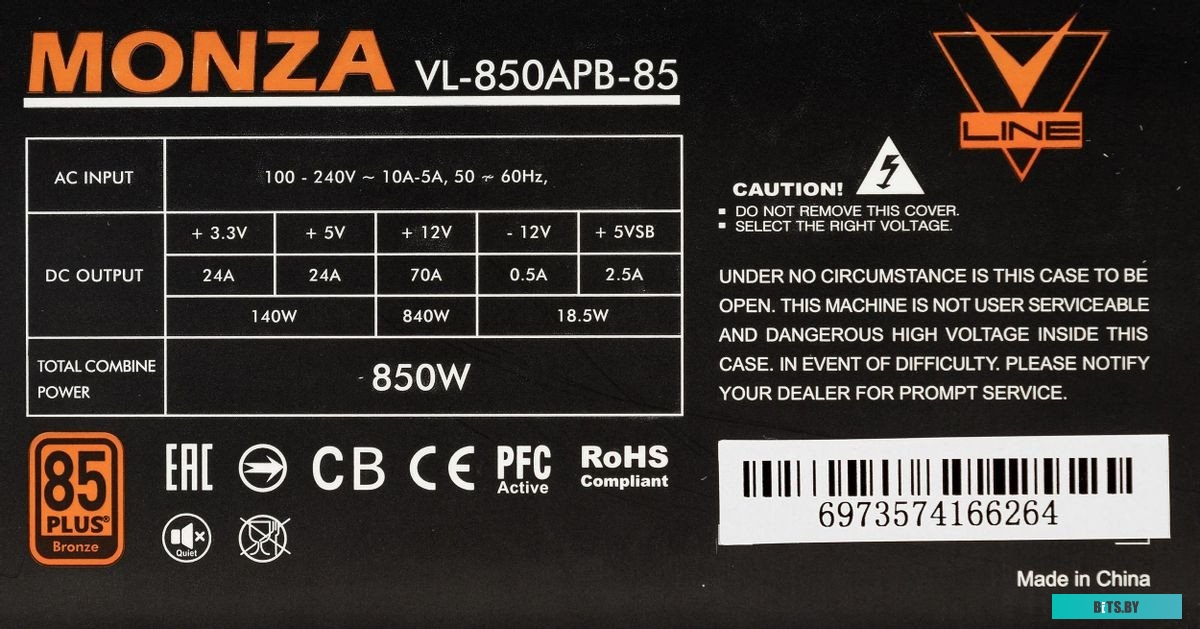 MONZA VL-850APB-85
V LINE
AC INPUT 100 - 240V ~ 10A-5A, 50 ~ 60Hz,
DC OUTPUT
+ 3.3V + 5V + 12V - 12V + 5VSB
24A 24A 70A 0.5A 2.5A
140W 840W 18.5W
TOTAL COMBINE
POWER
850W
CAUTION!
DO NOT REMOVE THIS COVER.
SELECT THE RIGHT VOLTAGE.
UNDER NO CIRCUMSTANCE IS THIS CASE TO BE
OPEN. THIS MACHINE IS NOT USER SERVICEABLE
AND DANGEROUS HIGH VOLTAGE INSIDE THIS
CASE. IN EVENT OF DIFFICULTY. PLEASE NOTIFY
YOUR DEALER FOR PROMPT SERVICE.
85
PLUS®
Bronze
EAC CB CE
PFC
Active
RoHS
Compliant
Quiet
6973574166264
Made in China
BITS.BY